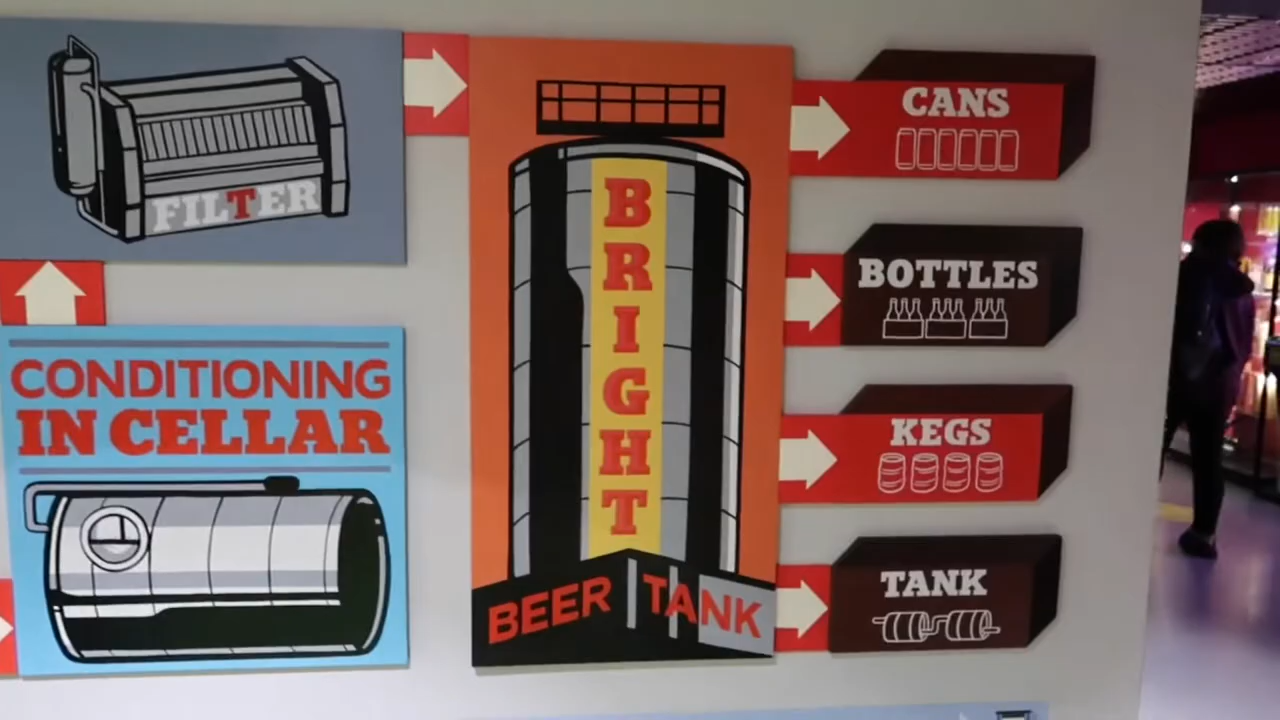 FILTER
CONDITIONING
IN CELLAR
BRIGHT
BEER TANK
CANS
BOTTLES
KEGS
TANK